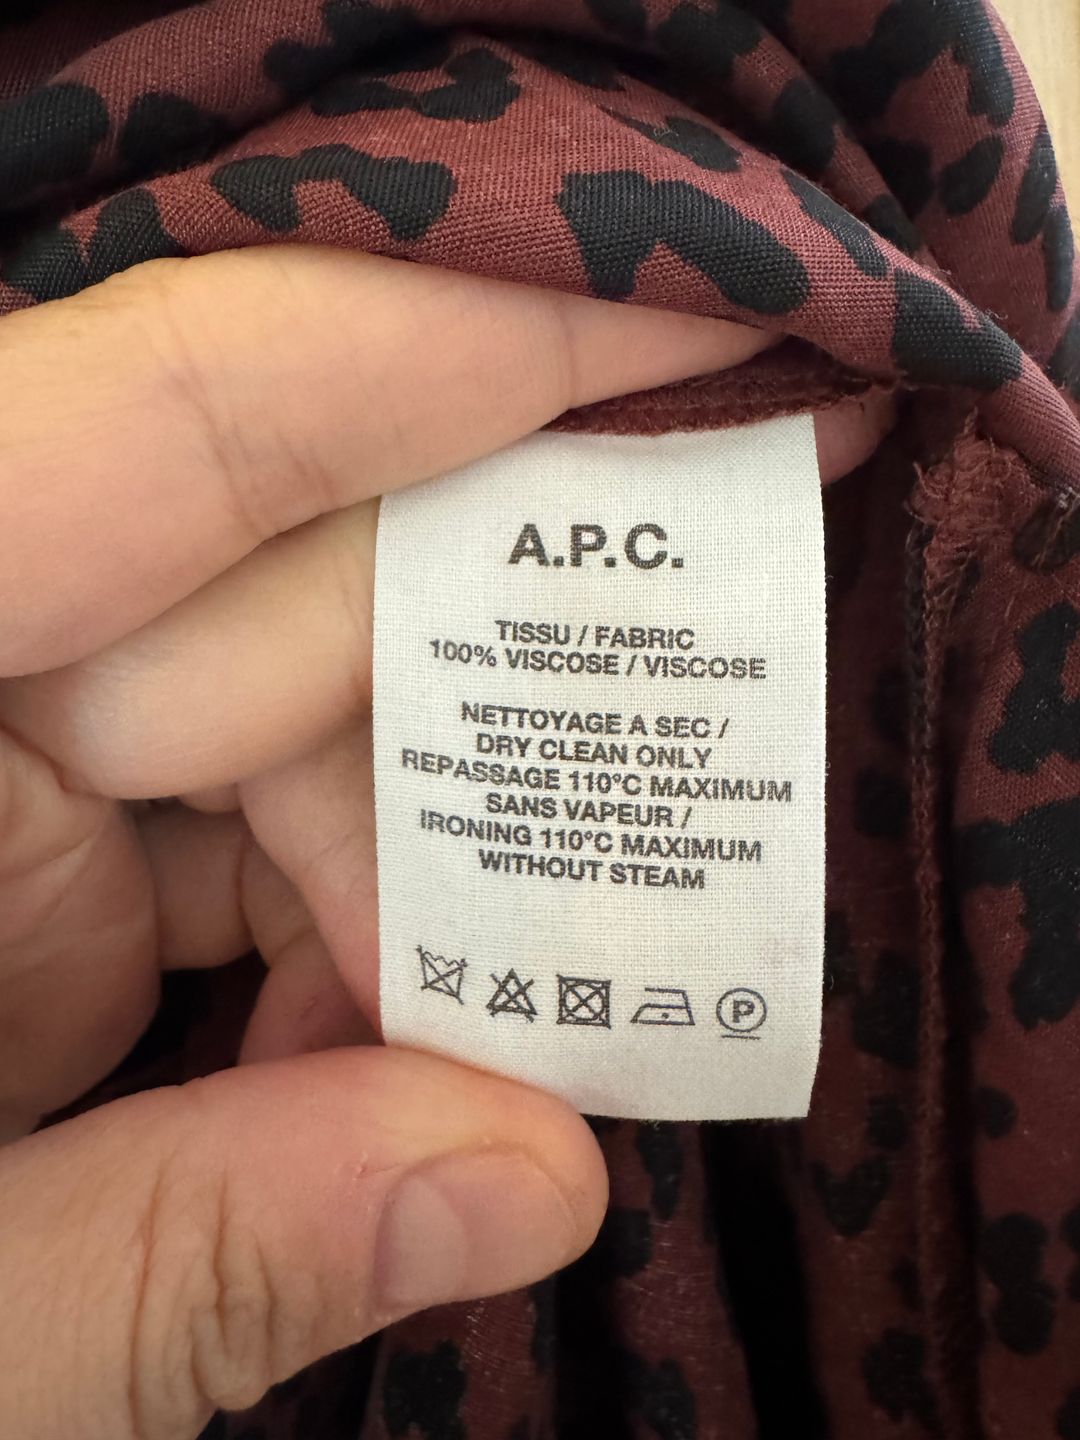 A.P.C.
TISSU / FABRIC
100% VISCOSE / VISCOSE
NETTOYAGE A SEC /
DRY CLEAN ONLY
REPASSAGE 110°C MAXIMUM
SANS VAPEUR /
IRONING 110°C MAXIMUM
WITHOUT STEAM
P